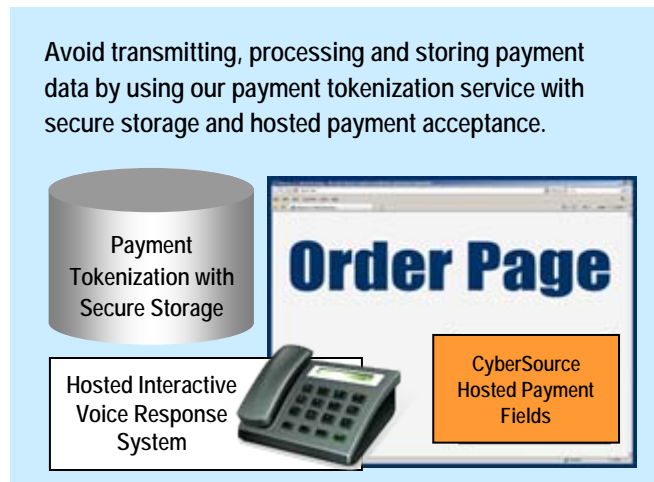 Avoid transmitting, processing and storing payment
data by using our payment tokenization service with
secure storage and hosted payment acceptance.
Payment
Tokenization with
Secure Storage
Order Page
Hosted Interactive
Voice Response
System
CyberSource
Hosted Payment
Fields